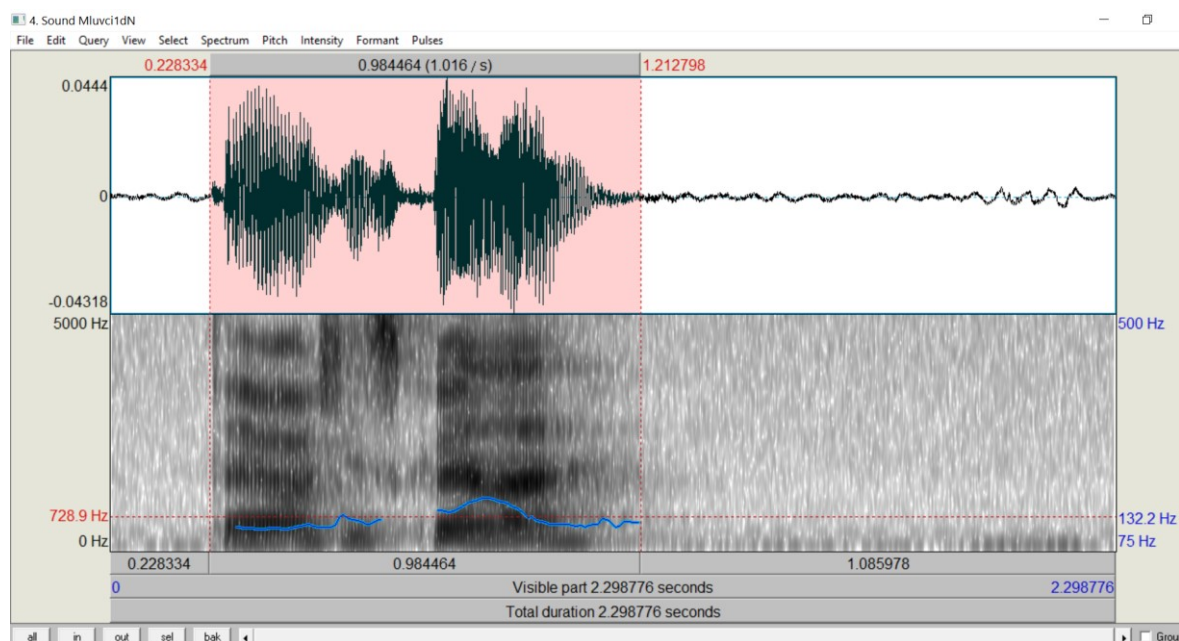 4. Sound Mluvci1dN
File Edit Query View Select Spectrum Pitch Intensity Formant Pulses
0.228334 0.984464 (1.016 / s) 1.212798
0.0444
0
-0.04318
5000 Hz 500 Hz
728.9 Hz 132.2 Hz
0 Hz 75 Hz
0.228334 0.984464 1.085978
0 Visible part 2.298776 seconds 2.298776
Total duration 2.298776 seconds
all in out sel bak Grou